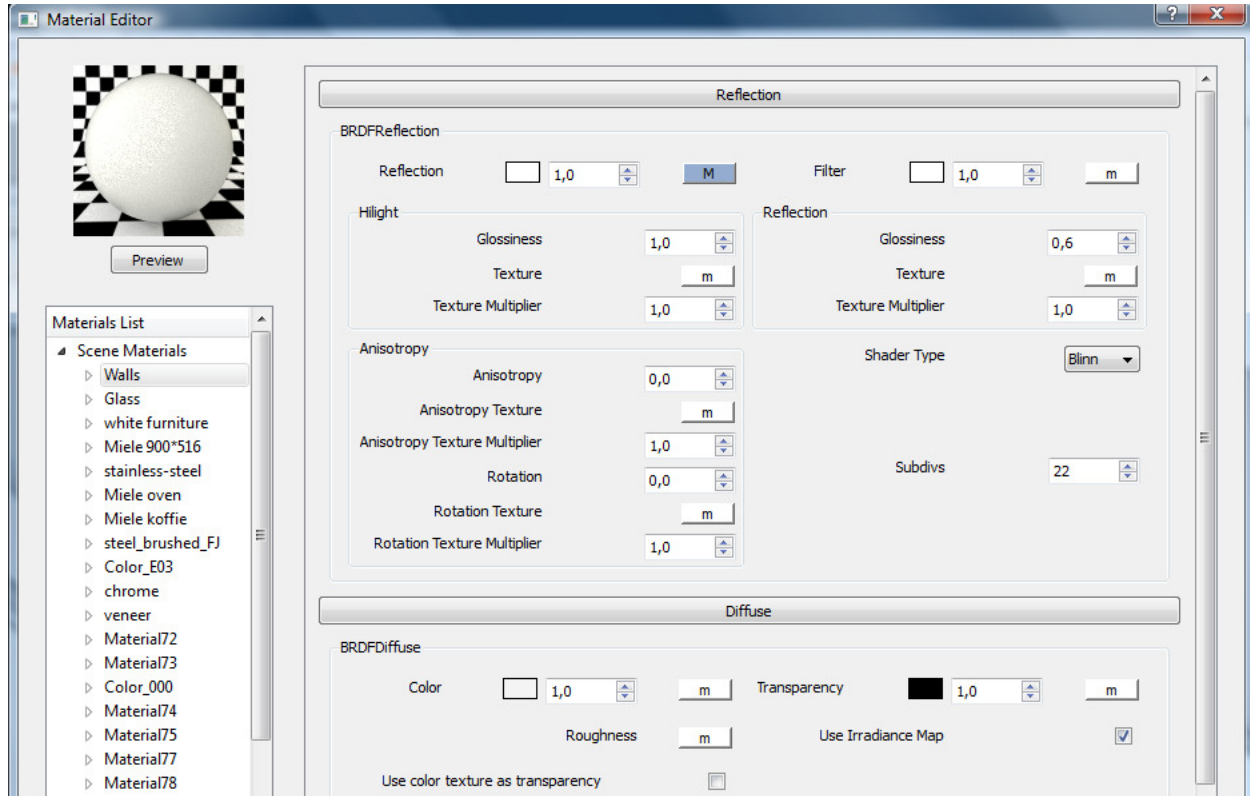 Material Editor
?
X
Preview
Materials List
Scene Materials
Walls
Glass
white furniture
Miele 900*516
stainless-steel
Miele oven
Miele koffie
steel_brushed_FJ
Color_E03
chrome
veneer
Material72
Material73
Color_000
Material74
Material75
Material77
Material78
Reflection
BRDFReflection
Reflection 1,0 M Filter 1,0 m
Hilight
Glossiness 1,0
Texture m
Texture Multiplier 1,0
Reflection
Glossiness 0,6
Texture m
Texture Multiplier 1,0
Anisotropy
Anisotropy 0,0
Anisotropy Texture m
Anisotropy Texture Multiplier 1,0
Rotation 0,0
Rotation Texture m
Rotation Texture Multiplier 1,0
Shader Type Blinn
Subdivs 22
Diffuse
BRDFDiffuse
Color 1,0 m Transparency 1,0 m
Roughness m Use Irradiance Map
Use color texture as transparency